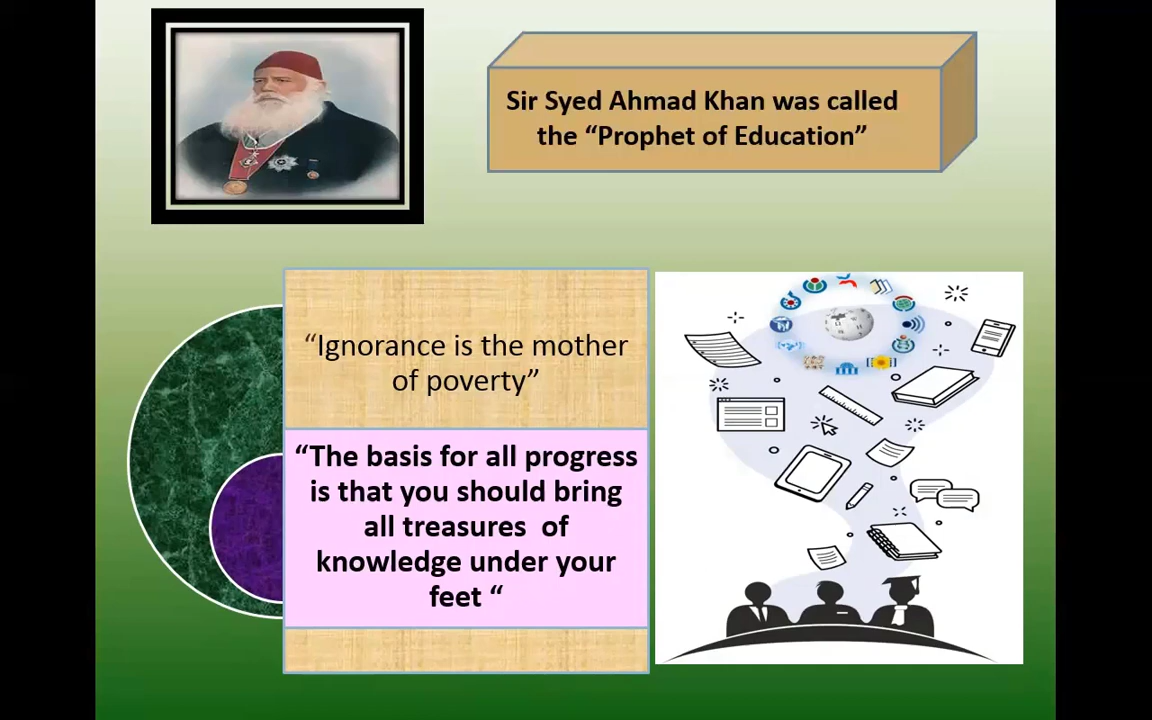 Sir Syed Ahmad Khan was called
the “Prophet of Education”
“Ignorance is the mother
of poverty”
“The basis for all progress
is that you should bring
all treasures  of
knowledge under your
feet “